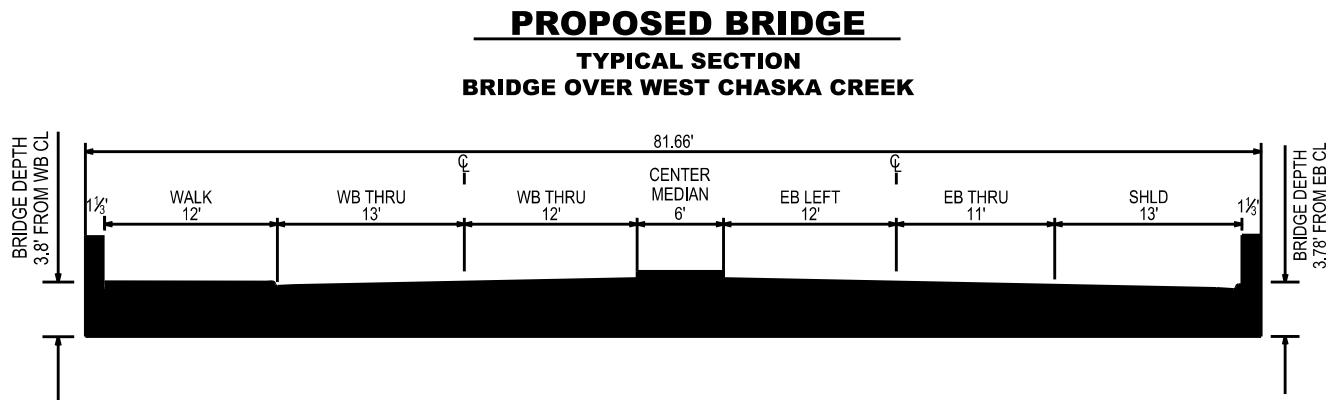 PROPOSED BRIDGE
TYPICAL SECTION
BRIDGE OVER WEST CHASKA CREEK
81.66'
BRIDGE DEPTH
3.8' FROM WB CL
1⅓'
WALK
12'
WB THRU
13'
℄
WB THRU
12'
CENTER
MEDIAN
6'
EB LEFT
12'
℄
EB THRU
11'
SHLD
13'
1⅓'
BRIDGE DEPTH
3.78' FROM EB CL